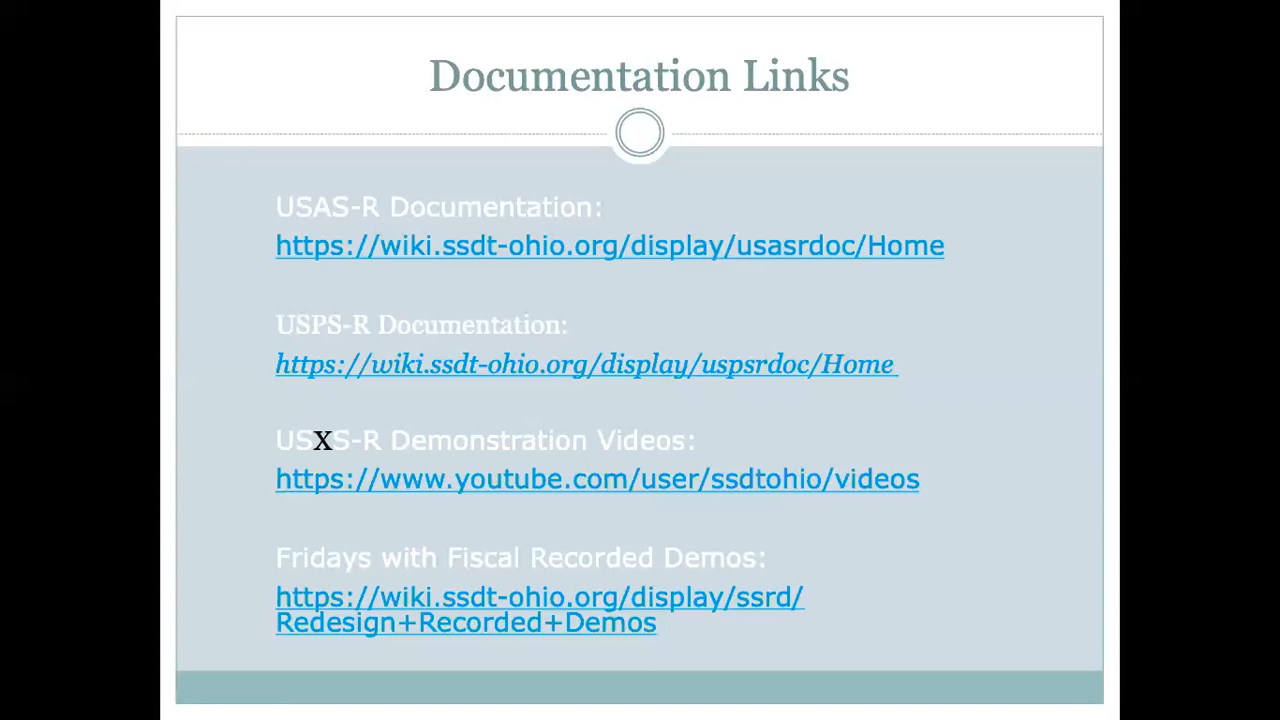 Documentation Links
USAS-R Documentation:
https://wiki.ssdt-ohio.org/display/usasrdoc/Home
USPS-R Documentation:
https://wiki.ssdt-ohio.org/display/uspsrdoc/Home
USXS-R Demonstration Videos:
https://www.youtube.com/user/ssdtohio/videos
Fridays with Fiscal Recorded Demos:
https://wiki.ssdt-ohio.org/display/ssrd/
Redesign+Recorded+Demos